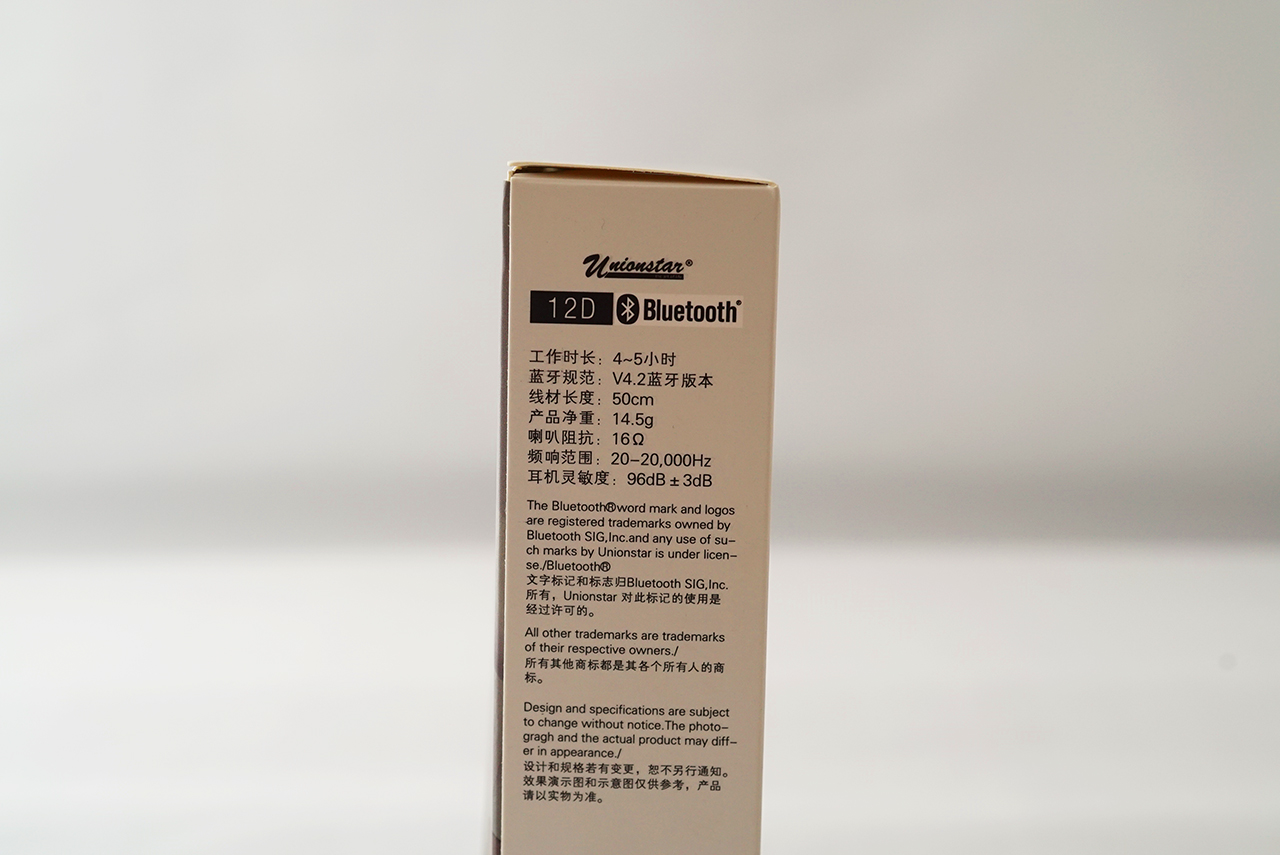 Unionstar®
12D Bluetooth®
工作时长：4~5小时
蓝牙规范：V4.2蓝牙版本
线材长度：50cm
产品净重：14.5g
喇叭阻抗：16Ω
频响范围：20-20,000Hz
耳机灵敏度：96dB±3dB
The Bluetooth®word mark and logos
are registered trademarks owned by
Bluetooth SIG,Inc.and any use of su-
ch marks by Unionstar is under licen-
se./Bluetooth®
文字标记和标志归Bluetooth SIG,Inc.
所有，Unionstar 对此标记的使用是
经过许可的。
All other trademarks are trademarks
of their respective owners./
所有其他商标都是其各个所有人的商
标。
Design and specifications are subject
to change without notice.The photo-
gragh and the actual product may diff-
er in appearance./
设计和规格若有变更，恕不另行通知。
效果演示图和示意图仅供参考，产品
请以实物为准。